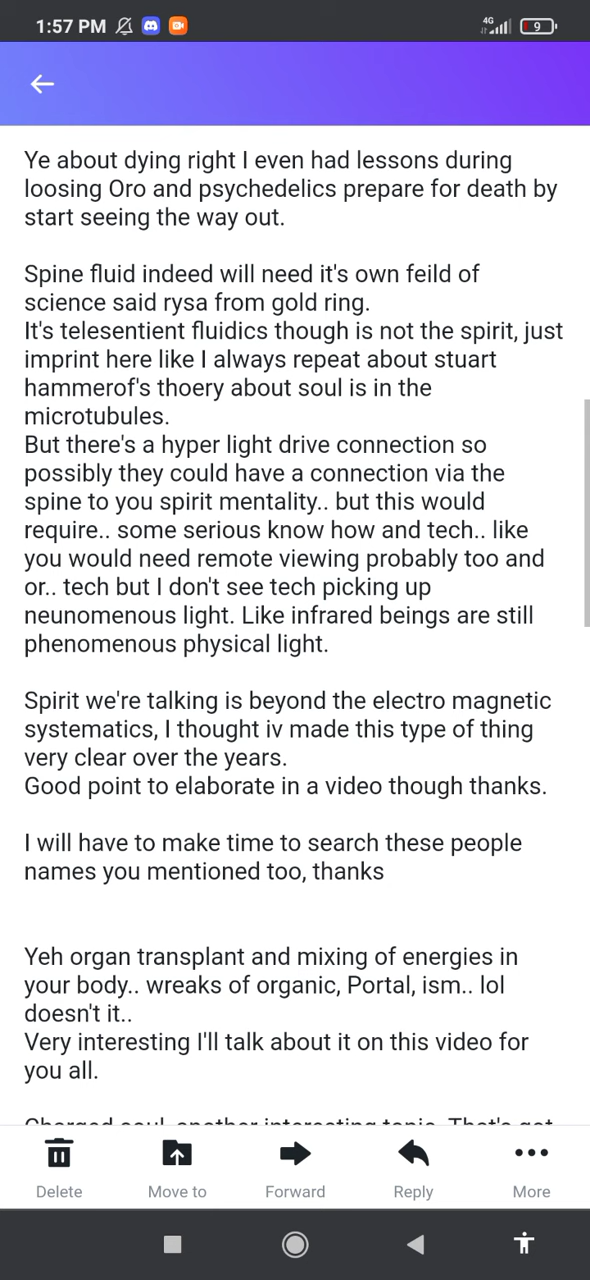 1:57 PM
4G
9
Ye about dying right I even had lessons during
loosing Oro and psychedelics prepare for death by
start seeing the way out.
Spine fluid indeed will need it's own feild of
science said rysa from gold ring.
It's telesentient fluidics though is not the spirit, just
imprint here like I always repeat about stuart
hammerof's thoery about soul is in the
microtubules.
But there's a hyper light drive connection so
possibly they could have a connection via the
spine to you spirit mentality.. but this would
require.. some serious know how and tech.. like
you would need remote viewing probably too and
or.. tech but I don't see tech picking up
neunomenous light. Like infrared beings are still
phenomenous physical light.
Spirit we're talking is beyond the electro magnetic
systematics, I thought iv made this type of thing
very clear over the years.
Good point to elaborate in a video though thanks.
I will have to make time to search these people
names you mentioned too, thanks
Yeh organ transplant and mixing of energies in
your body.. wreaks of organic, Portal, ism.. lol
doesn't it..
Very interesting I'll talk about it on this video for
you all.
Charged soul, another interesting topic. That's got
Delete
Move to
Forward
Reply
More